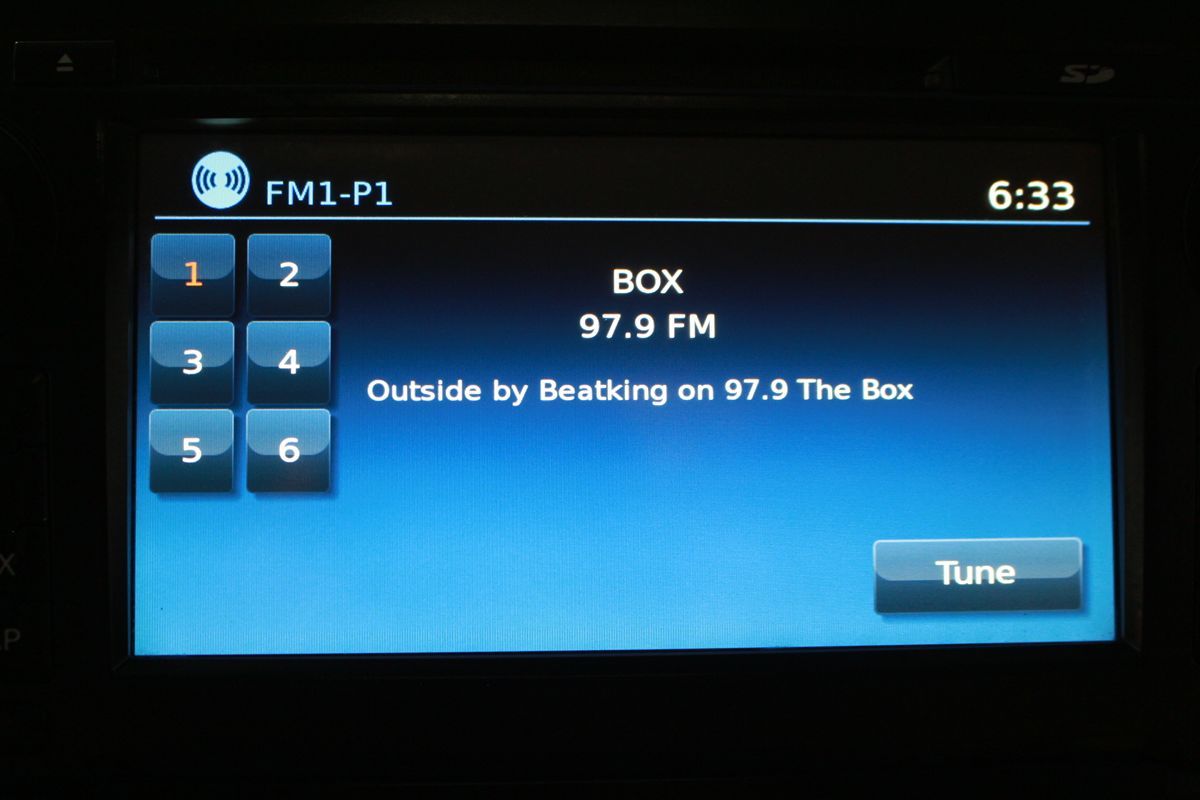 SD
FM1-P1
6:33
1
2
BOX
97.9 FM
3
4
Outside by Beatking on 97.9 The Box
5
6
X
Tune